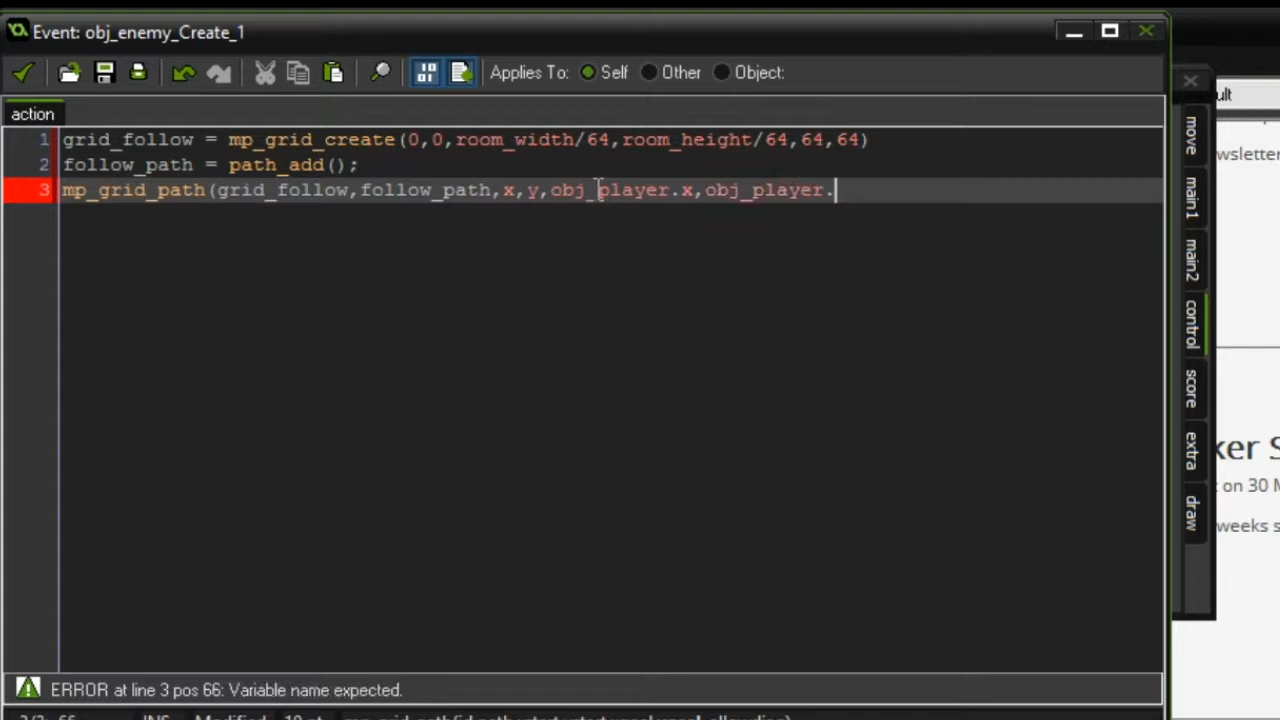 Event: obj_enemy_Create_1
Applies To: Self Other Object:
action
1 grid_follow = mp_grid_create(0,0,room_width/64,room_height/64,64,64)
2 follow_path = path_add();
3 mp_grid_path(grid_follow,follow_path,x,y,obj_player.x,obj_player.
ERROR at line 3 pos 66: Variable name expected.
move
main1
main2
control
score
extra
draw
ult
wsletter
ker S
t on 30 M
weeks s